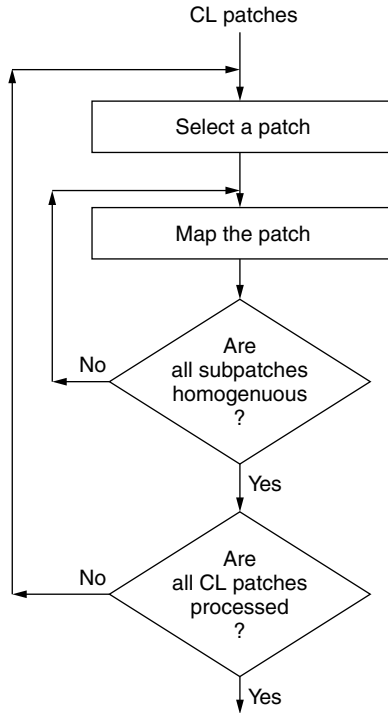 CL patches
Select a patch
Map the patch
Are
all subpatches
homogenuous
?
No
Yes
Are
all CL patches
processed
?
No
Yes